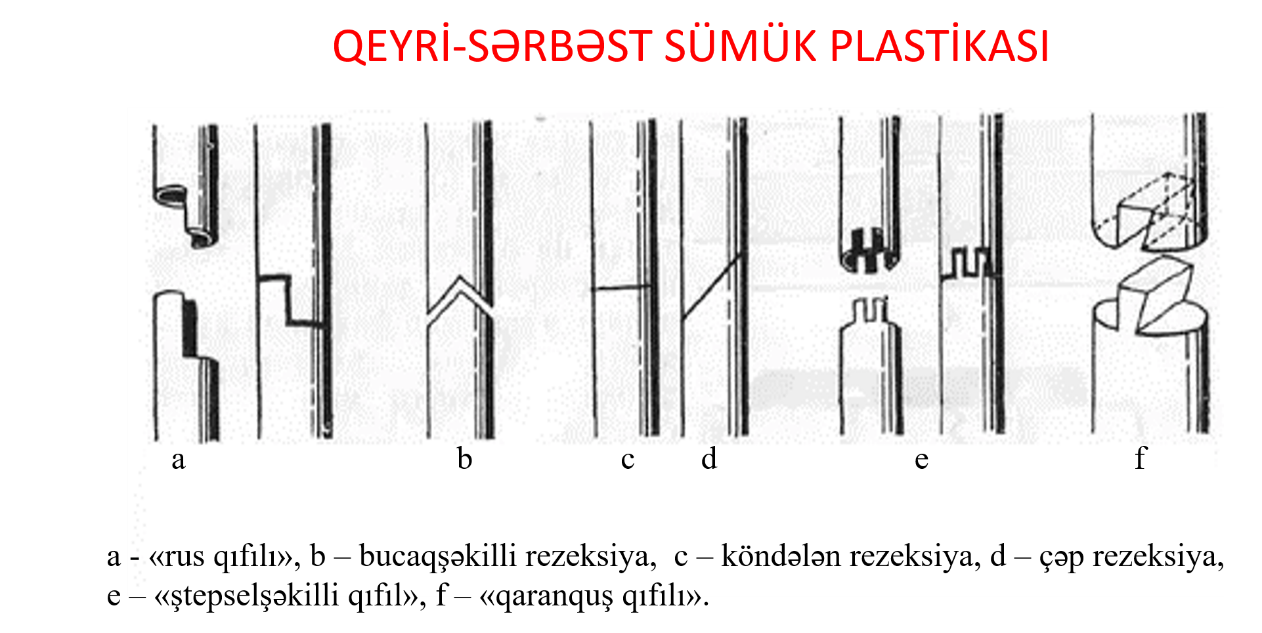 QEYRİ-SƏRBƏST SÜMÜK PLASTİKASI
a b c d e f
a - «rus qıfılı», b – bucaqşəkilli rezeksiya, c – köndələn rezeksiya, d – çəp rezeksiya,
e – «ştepselşəkilli qıfıl», f – «qaranquş qıfılı».